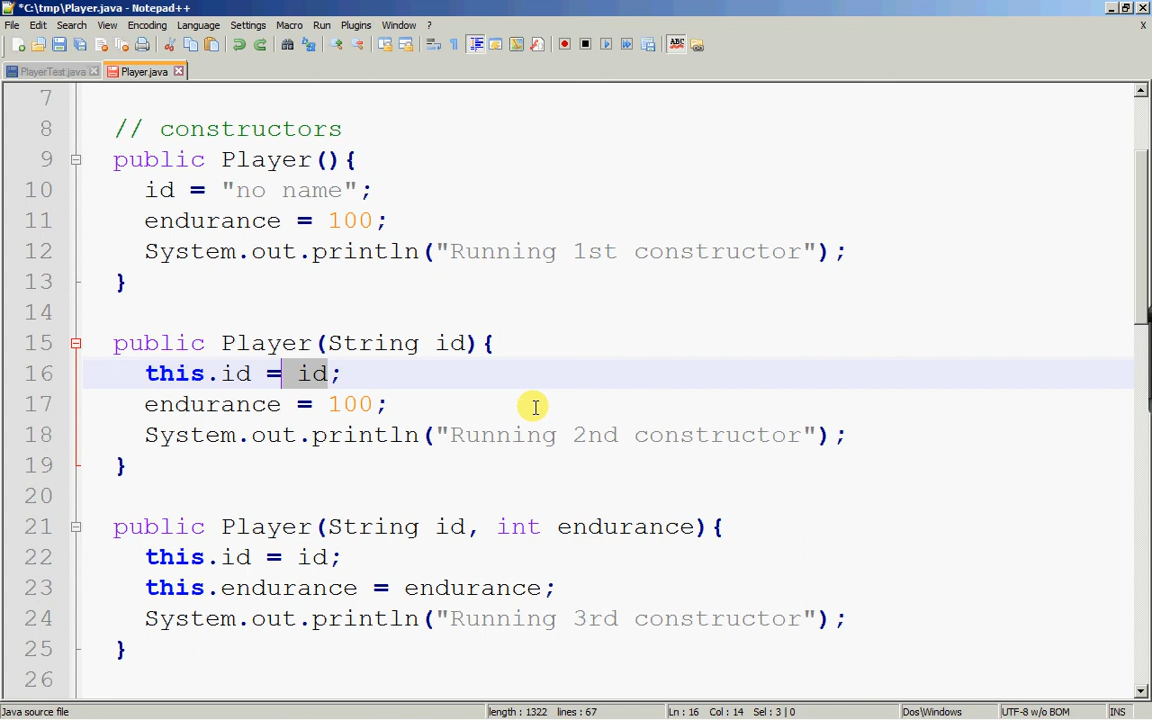 *C:\tmp\Player.java - Notepad++
File Edit Search View Encoding Language Settings Macro Run Plugins Window ?
X
ABC
PlayerTest.java Player.java
7
8 // constructors
9 public Player(){
10 id = "no name";
11 endurance = 100;
12 System.out.println("Running 1st constructor");
13 }
14
15 public Player(String id){
16 this.id = id;
17 endurance = 100;
18 System.out.println("Running 2nd constructor");
19 }
20
21 public Player(String id, int endurance){
22 this.id = id;
23 this.endurance = endurance;
24 System.out.println("Running 3rd constructor");
25 }
26
Java source file length : 1322 lines : 67 Ln : 16 Col : 14 Sel : 3 | 0 Dos\Windows UTF-8 w/o BOM INS